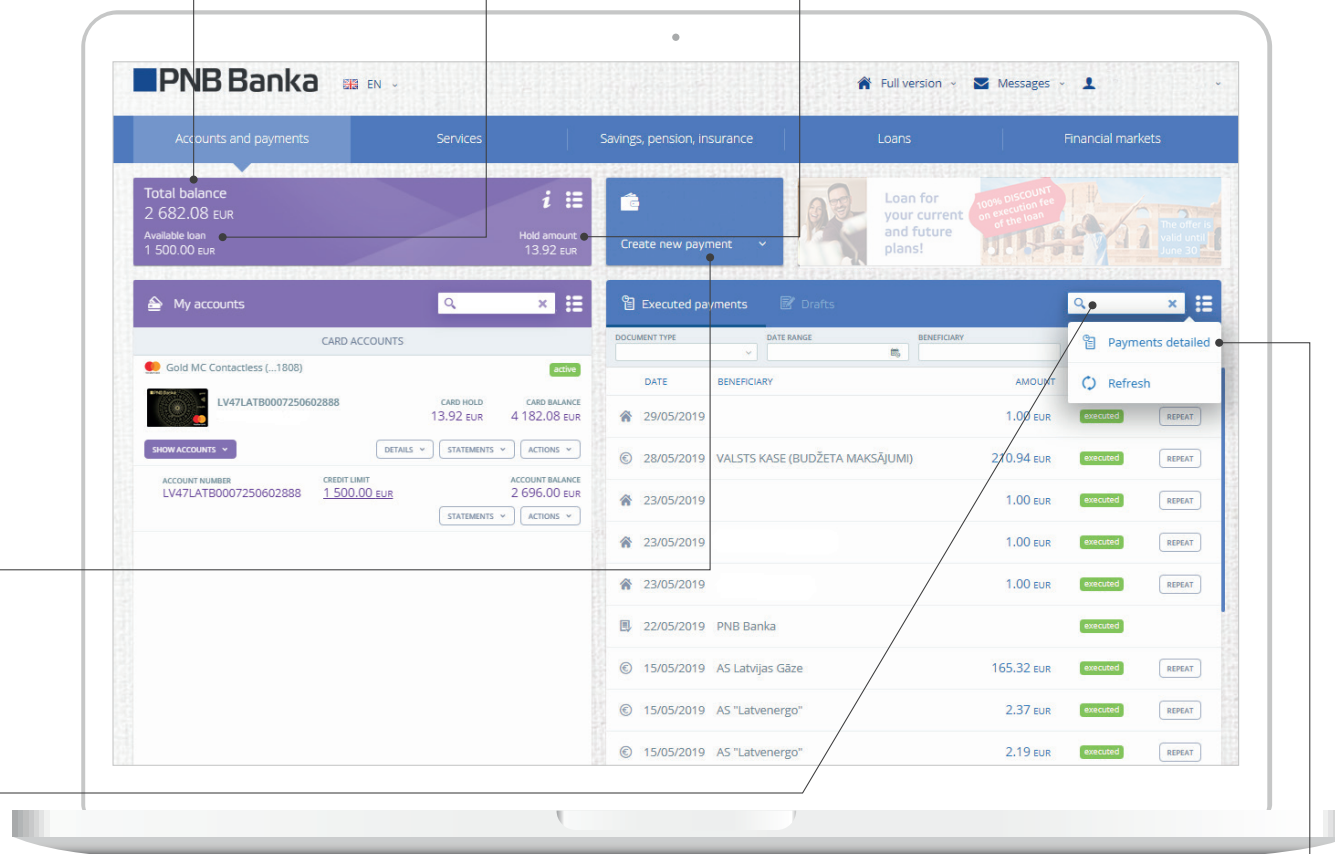 PNB Banka EN Full version Messages
Accounts and payments Services Savings, pension, insurance Loans Financial markets
Total balance
2 682.08 EUR
Available loan Hold amount
1 500.00 EUR 13.92 EUR
Create new payment
Loan for
your current
and future
plans!
100% DISCOUNT
on execution fee
of the loan
The offer is
valid until
June 30
My accounts
CARD ACCOUNTS
Gold MC Contactless (...1808) active
LV47LATB0007250602888 CARD HOLD CARD BALANCE
13.92 EUR 4 182.08 EUR
SHOW ACCOUNTS DETAILS STATEMENTS ACTIONS
ACCOUNT NUMBER CREDIT LIMIT ACCOUNT BALANCE
LV47LATB0007250602888 1 500.00 EUR 2 696.00 EUR
STATEMENTS ACTIONS
Executed payments Drafts
Payments detailed
Refresh
DOCUMENT TYPE DATE RANGE BENEFICIARY
DATE BENEFICIARY AMOUNT
29/05/2019 1.00 EUR executed REPEAT
28/05/2019 VALSTS KASE (BUDŽETA MAKSĀJUMI) 210.94 EUR executed REPEAT
23/05/2019 1.00 EUR executed REPEAT
23/05/2019 1.00 EUR executed REPEAT
23/05/2019 1.00 EUR executed REPEAT
22/05/2019 PNB Banka executed
15/05/2019 AS Latvijas Gāze 165.32 EUR executed REPEAT
15/05/2019 AS "Latvenergo" 2.37 EUR executed REPEAT
15/05/2019 AS "Latvenergo" 2.19 EUR executed REPEAT